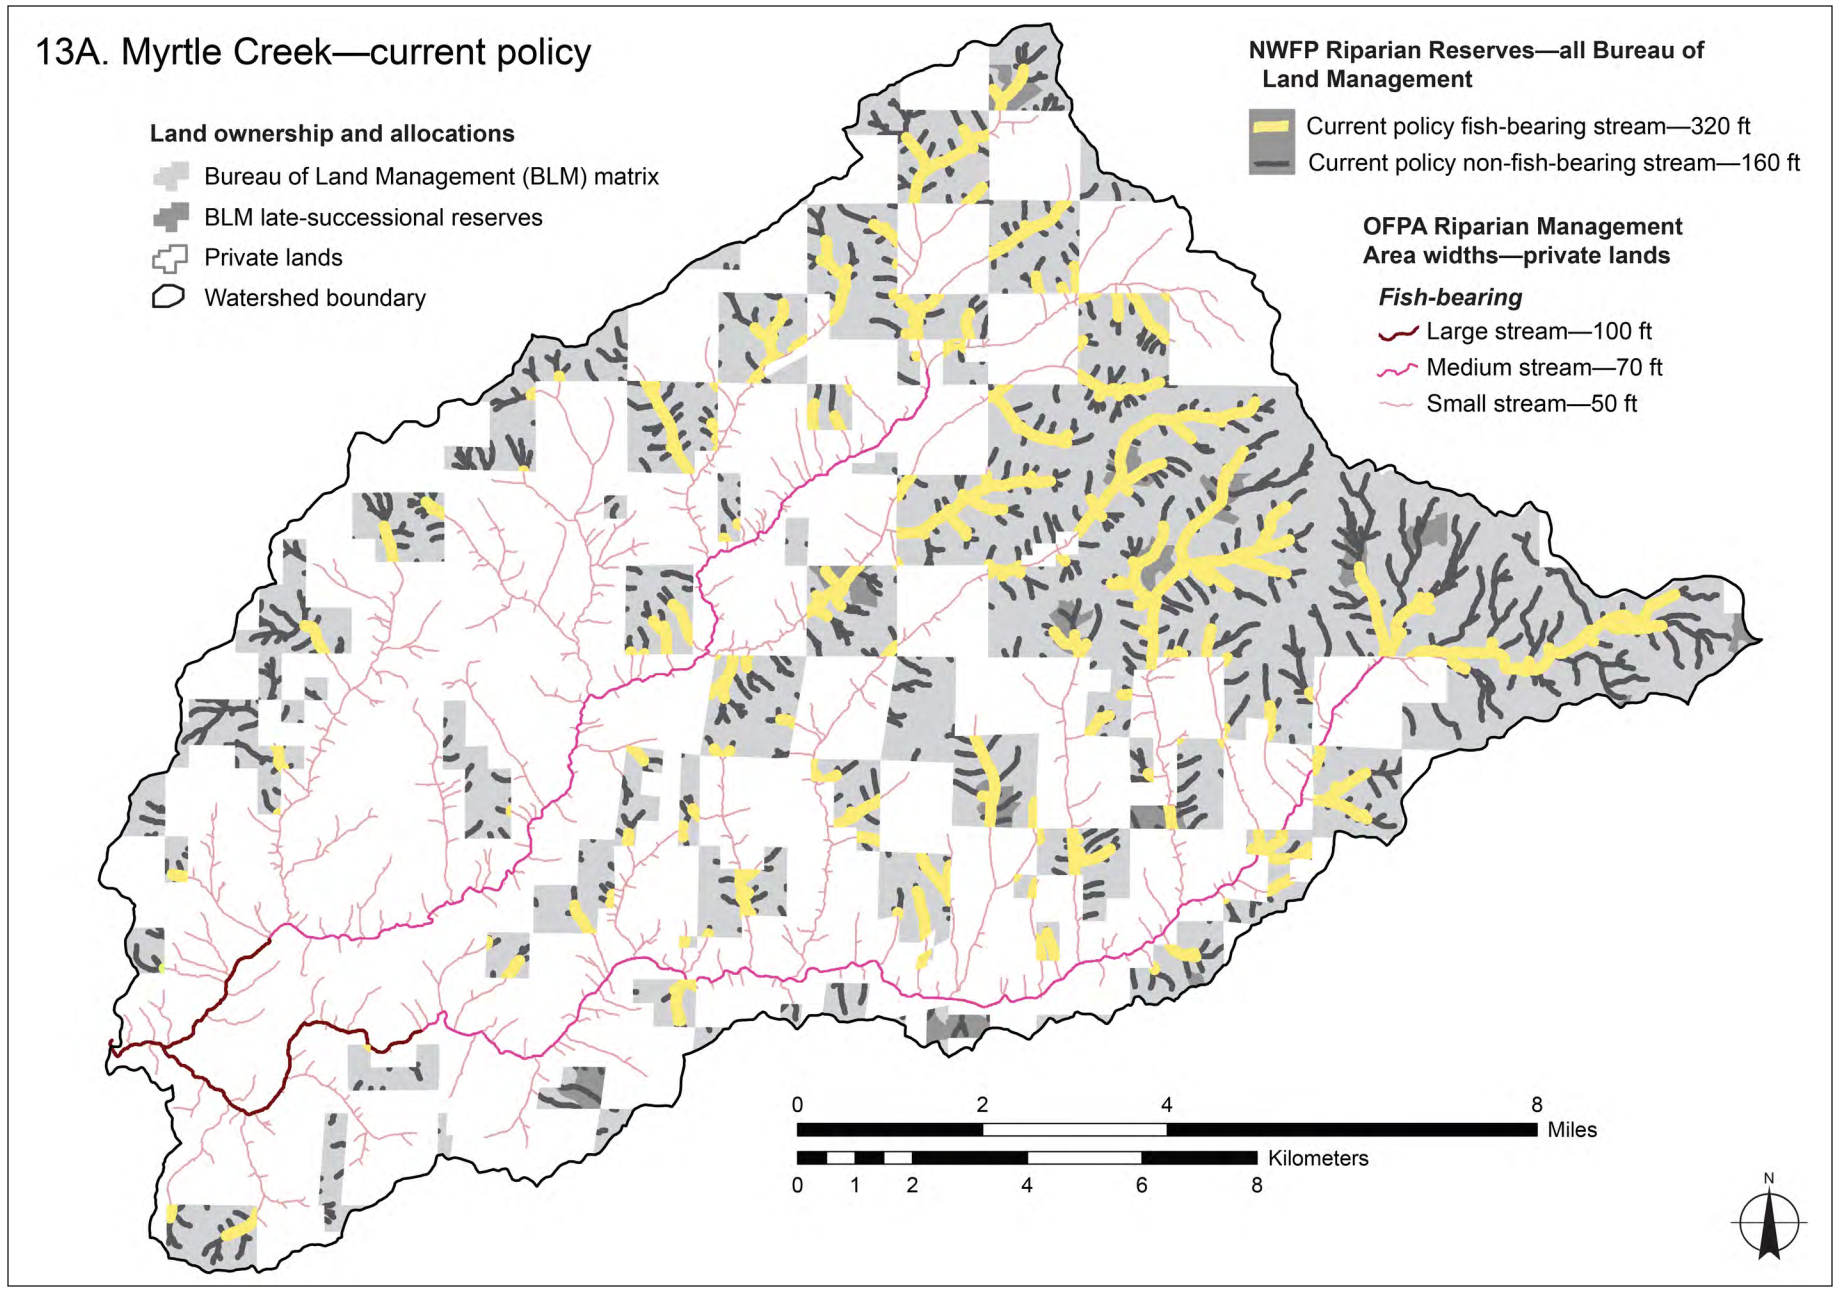 13A. Myrtle Creek—current policy
Land ownership and allocations
Bureau of Land Management (BLM) matrix
BLM late-successional reserves
Private lands
Watershed boundary
NWFP Riparian Reserves—all Bureau of
Land Management
Current policy fish-bearing stream—320 ft
Current policy non-fish-bearing stream—160 ft
OFPA Riparian Management
Area widths—private lands
Fish-bearing
Large stream—100 ft
Medium stream—70 ft
Small stream—50 ft
0 2 4 8
Miles
Kilometers
0 1 2 4 6 8
N